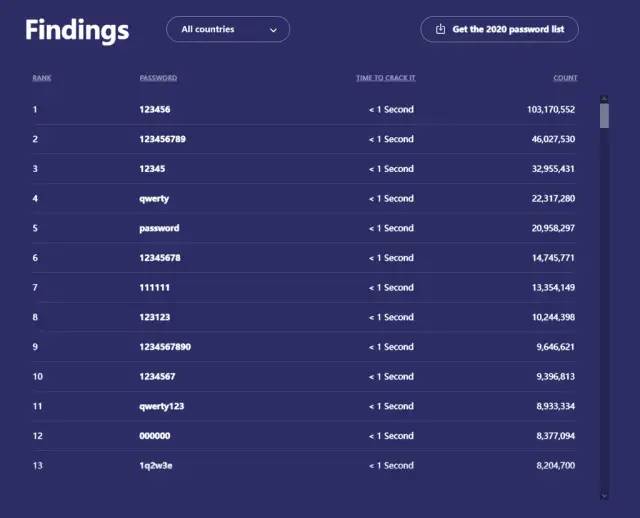 Findings All countries Get the 2020 password list
RANK PASSWORD TIME TO CRACK IT COUNT
1 123456 < 1 Second 103,170,552
2 123456789 < 1 Second 46,027,530
3 12345 < 1 Second 32,955,431
4 qwerty < 1 Second 22,317,280
5 password < 1 Second 20,958,297
6 12345678 < 1 Second 14,745,771
7 111111 < 1 Second 13,354,149
8 123123 < 1 Second 10,244,398
9 1234567890 < 1 Second 9,646,621
10 1234567 < 1 Second 9,396,813
11 qwerty123 < 1 Second 8,933,334
12 000000 < 1 Second 8,377,094
13 1q2w3e < 1 Second 8,204,700